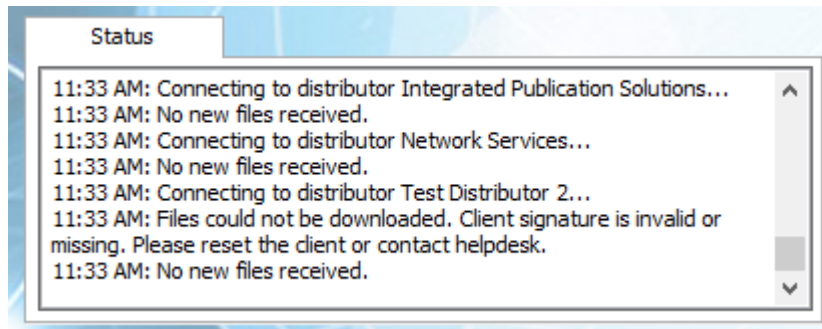 Status
11:33 AM: Connecting to distributor Integrated Publication Solutions...
11:33 AM: No new files received.
11:33 AM: Connecting to distributor Network Services...
11:33 AM: No new files received.
11:33 AM: Connecting to distributor Test Distributor 2...
11:33 AM: Files could not be downloaded. Client signature is invalid or
missing. Please reset the client or contact helpdesk.
11:33 AM: No new files received.